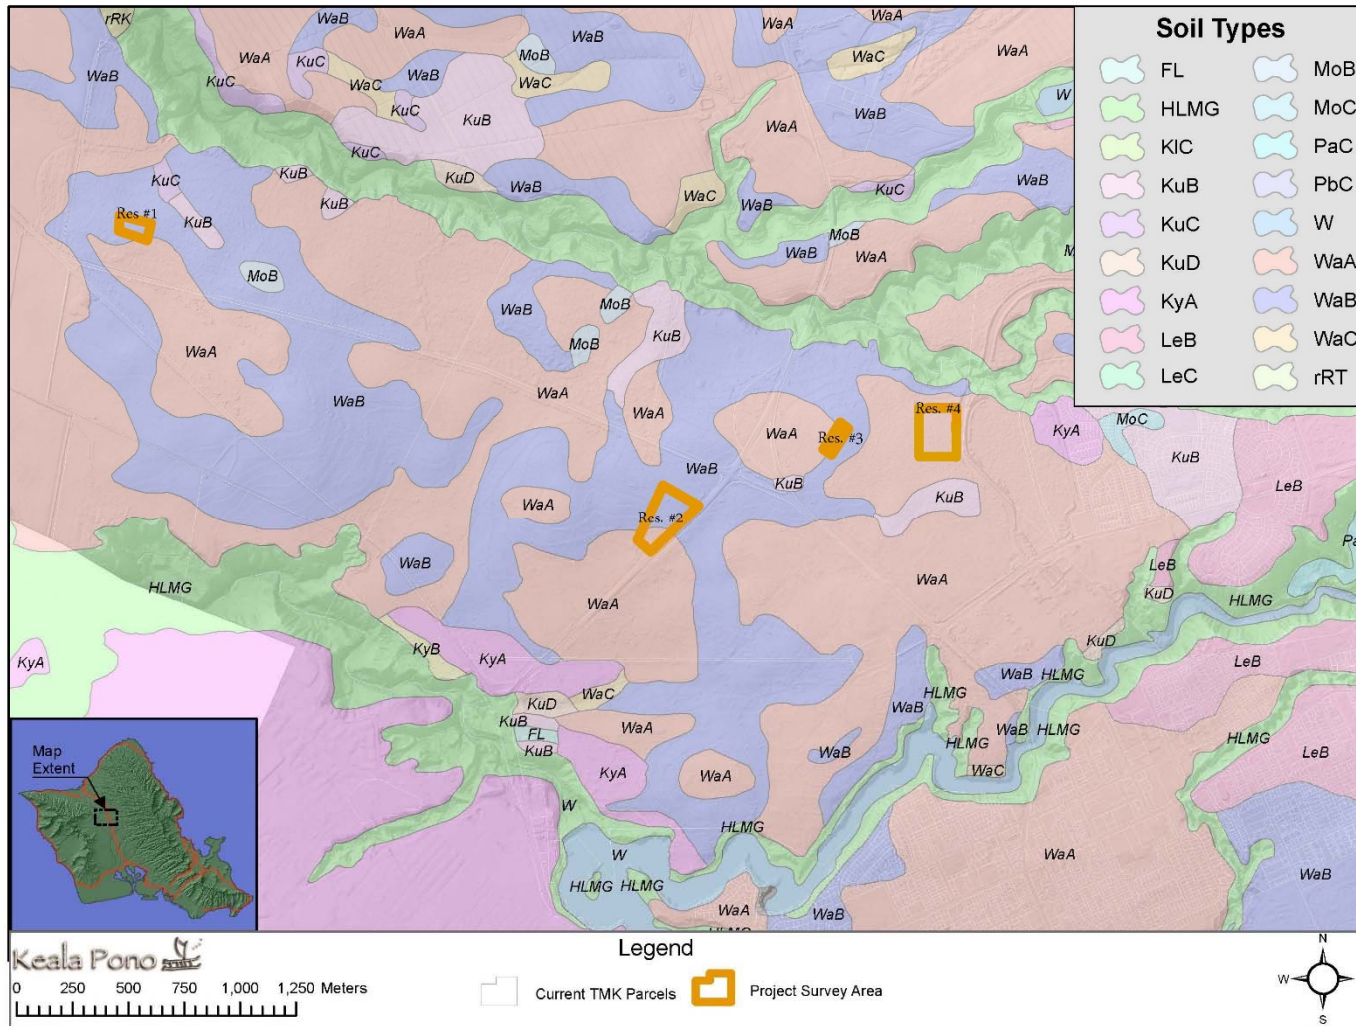 rRK
WaB
WaA
WaB
WaA
WaB
WaA
WaB
MoB
WaC
WaA
KuC
KuC
WaC
WaB
WaC
KuC
KuB
WaB
W
WaA
KuC
KuB
KuD
WaB
WaC
KuC
WaB
KuC
KuB
KuB
WaB
MoB
Res #1
KuB
WaB
WaA
MoB
MoB
WaB
KuB
MoB
WaA
WaB
WaA
WaA
WaA
Res. #3
Res. #4
KyA
MoC
KuB
WaB
KuB
KuB
LeB
WaA
Res. #2
WaB
WaA
WaA
LeB
KuD
HLMG
HLMG
KyB
KyA
KuD
WaC
KuB
FL
KuB
WaA
KyA
WaA
WaB
WaB
HLMG
WaB
HLMG
KuD
LeB
WaB
HLMG
HLMG
WaC
HLMG
LeB
KyA
W
W
HLMG
HLMG
HLMG
WaA
WaB
WaA
WaB
Soil Types
FL
HLMG
KlC
KuB
KuC
KuD
KyA
LeB
LeC
MoB
MoC
PaC
PbC
W
WaA
WaB
WaC
rRT
Map
Extent
Keala Pono
0 250 500 750 1,000 1,250 Meters
Legend
Current TMK Parcels
Project Survey Area
N
W
S